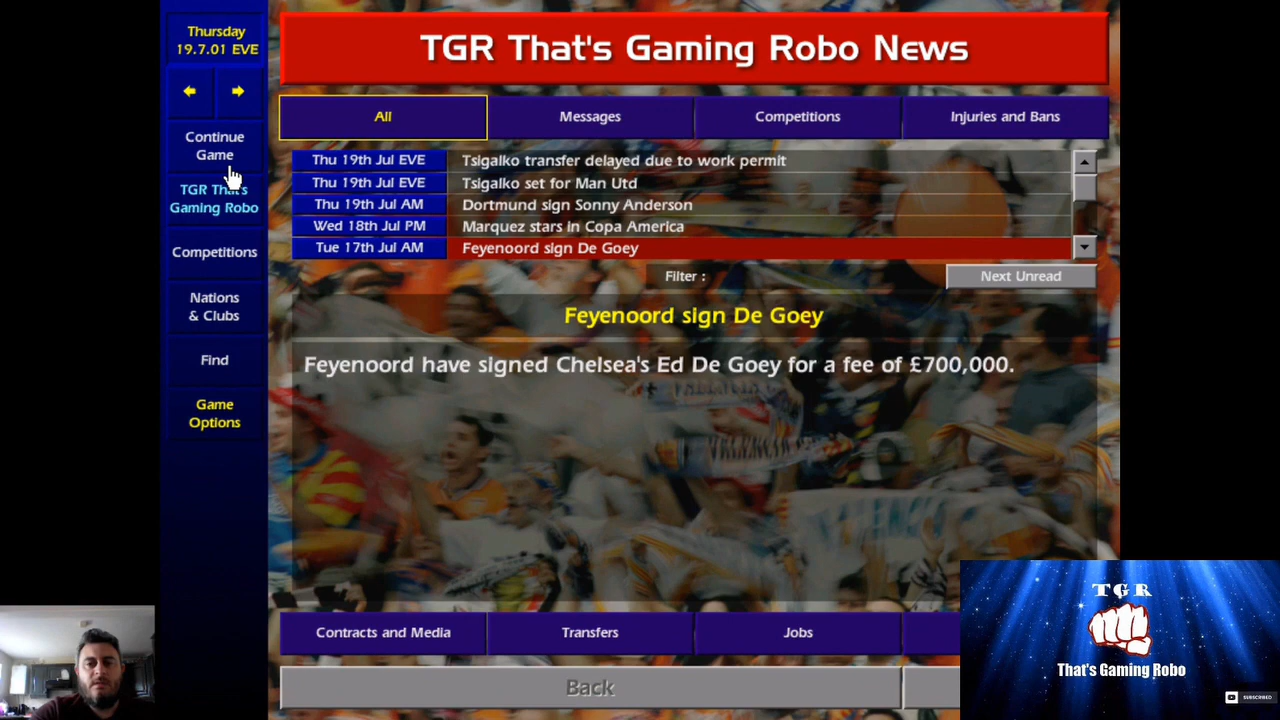 Thursday
19.7.01 EVE
Continue
Game
TGR That's
Gaming Robo
Competitions
Nations
& Clubs
Find
Game
Options
TGR That's Gaming Robo News
All
Messages
Competitions
Injuries and Bans
Thu 19th Jul EVE Tsigalko transfer delayed due to work permit
Thu 19th Jul EVE Tsigalko set for Man Utd
Thu 19th Jul AM Dortmund sign Sonny Anderson
Wed 18th Jul PM Marquez stars in Copa America
Tue 17th Jul AM Feyenoord sign De Goey
Filter :
Next Unread
Feyenoord sign De Goey
Feyenoord have signed Chelsea's Ed De Goey for a fee of £700,000.
Contracts and Media
Transfers
Jobs
Back
TGR
That's Gaming Robo
SUBSCRIBED